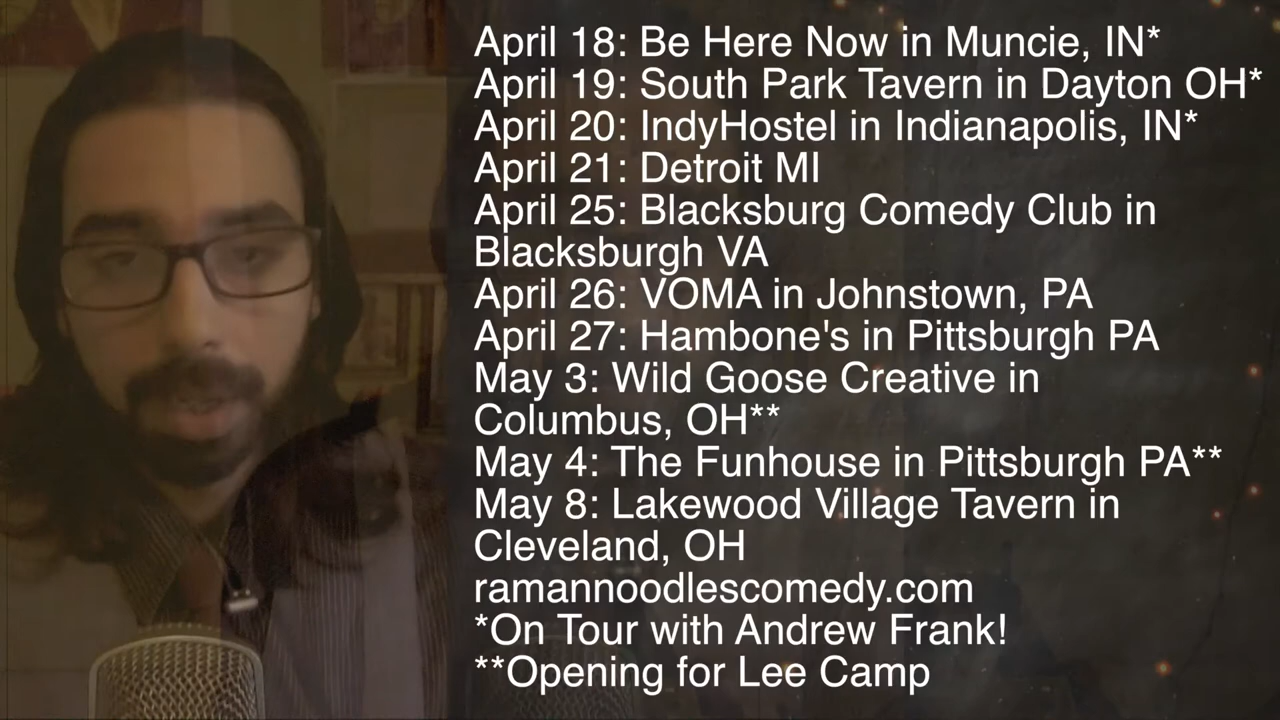 April 18: Be Here Now in Muncie, IN*
April 19: South Park Tavern in Dayton OH*
April 20: IndyHostel in Indianapolis, IN*
April 21: Detroit MI
April 25: Blacksburg Comedy Club in
Blacksburgh VA
April 26: VOMA in Johnstown, PA
April 27: Hambone's in Pittsburgh PA
May 3: Wild Goose Creative in
Columbus, OH**
May 4: The Funhouse in Pittsburgh PA**
May 8: Lakewood Village Tavern in
Cleveland, OH
ramannoodlescomedy.com
*On Tour with Andrew Frank!
**Opening for Lee Camp